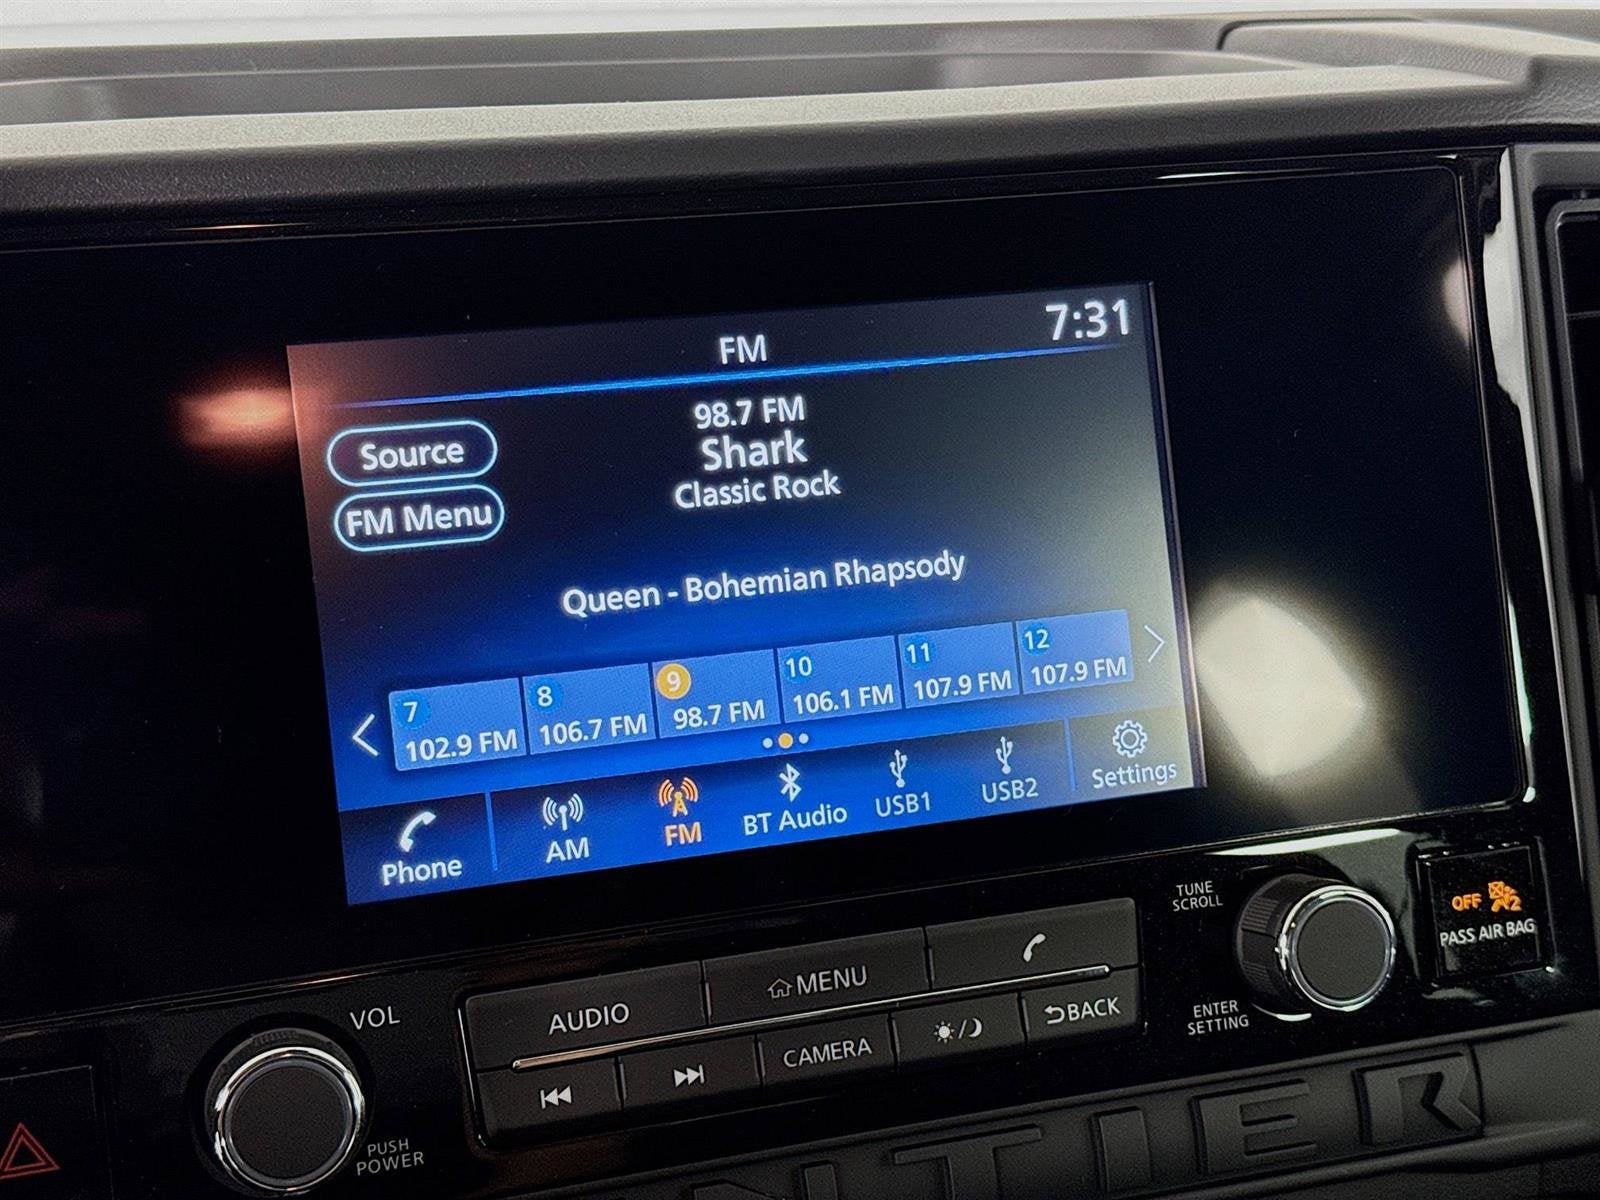 FM
7:31
98.7 FM
Shark
Classic Rock
Source
FM Menu
Queen - Bohemian Rhapsody
7
102.9 FM
8
106.7 FM
9
98.7 FM
10
106.1 FM
11
107.9 FM
12
107.9 FM
Phone
AM
FM
BT Audio
USB1
USB2
Settings
VOL
PUSH
POWER
AUDIO
MENU
CAMERA
BACK
TUNE
SCROLL
ENTER
SETTING
OFF 2
PASS AIR BAG
NTIER